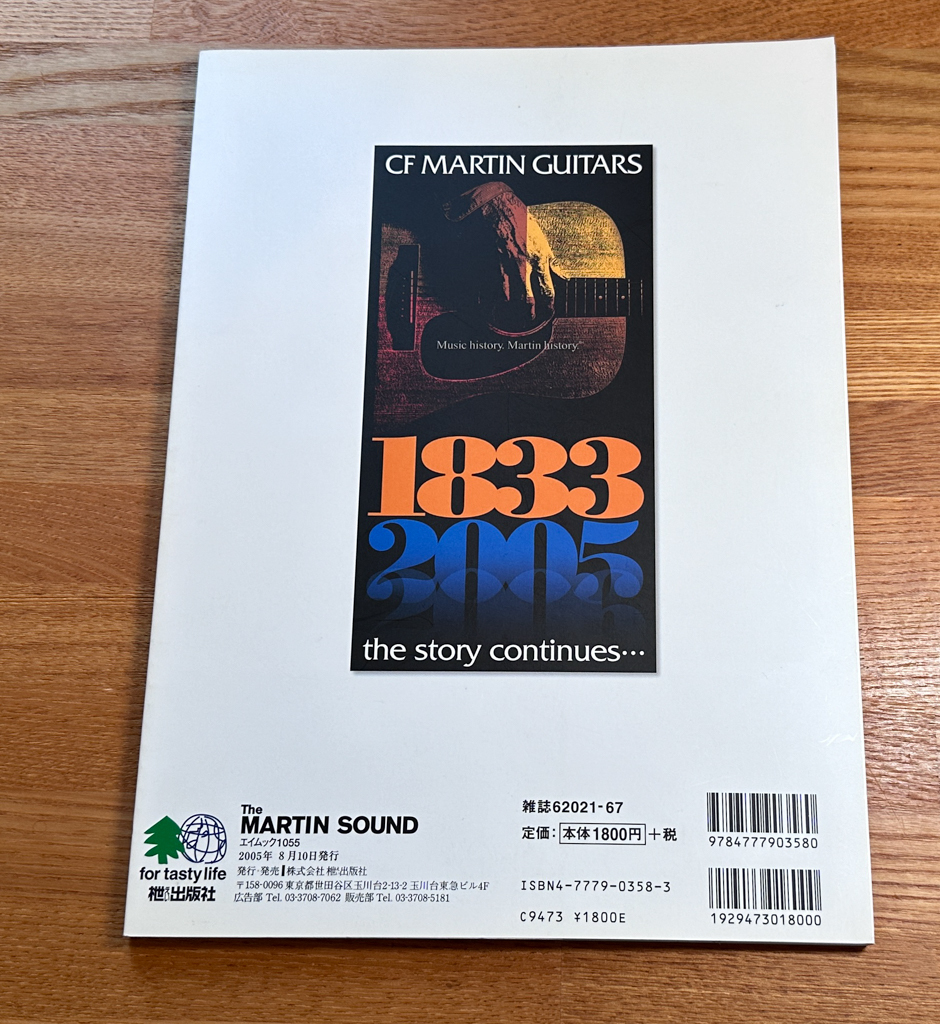 CF MARTIN GUITARS
Music history. Martin history.™
1833
2005
the story continues…
The
MARTIN SOUND
エイムック1055
2005年 8月10日発行
発行・発売 株式会社 枻出版社
〒158-0096 東京都世田谷区玉川台2-13-2 玉川台東急ビル4F
広告部 Tel. 03-3708-7062 販売部 Tel. 03-3708-5181
for tasty life
枻出版社
雑誌62021-67
定価:本体1800円+税
ISBN4-7779-0358-3
C9473 ¥1800E
9784777903580
1929473018000